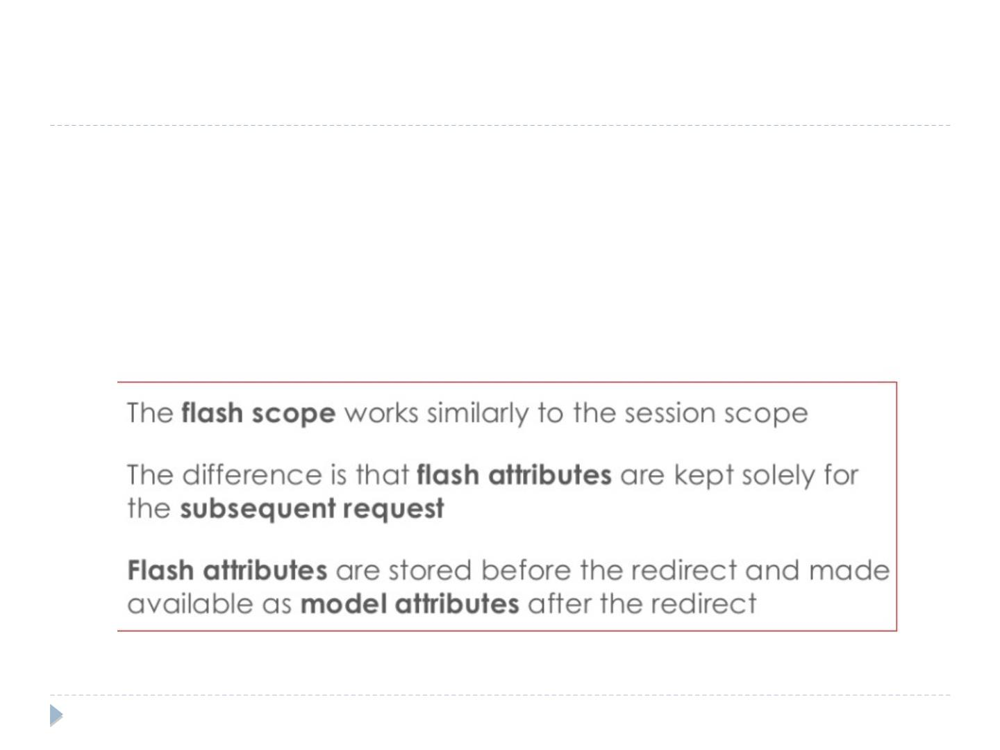 The flash scope works similarly to the session scope
The difference is that flash attributes are kept solely for
the subsequent request
Flash attributes are stored before the redirect and made
available as model attributes after the redirect